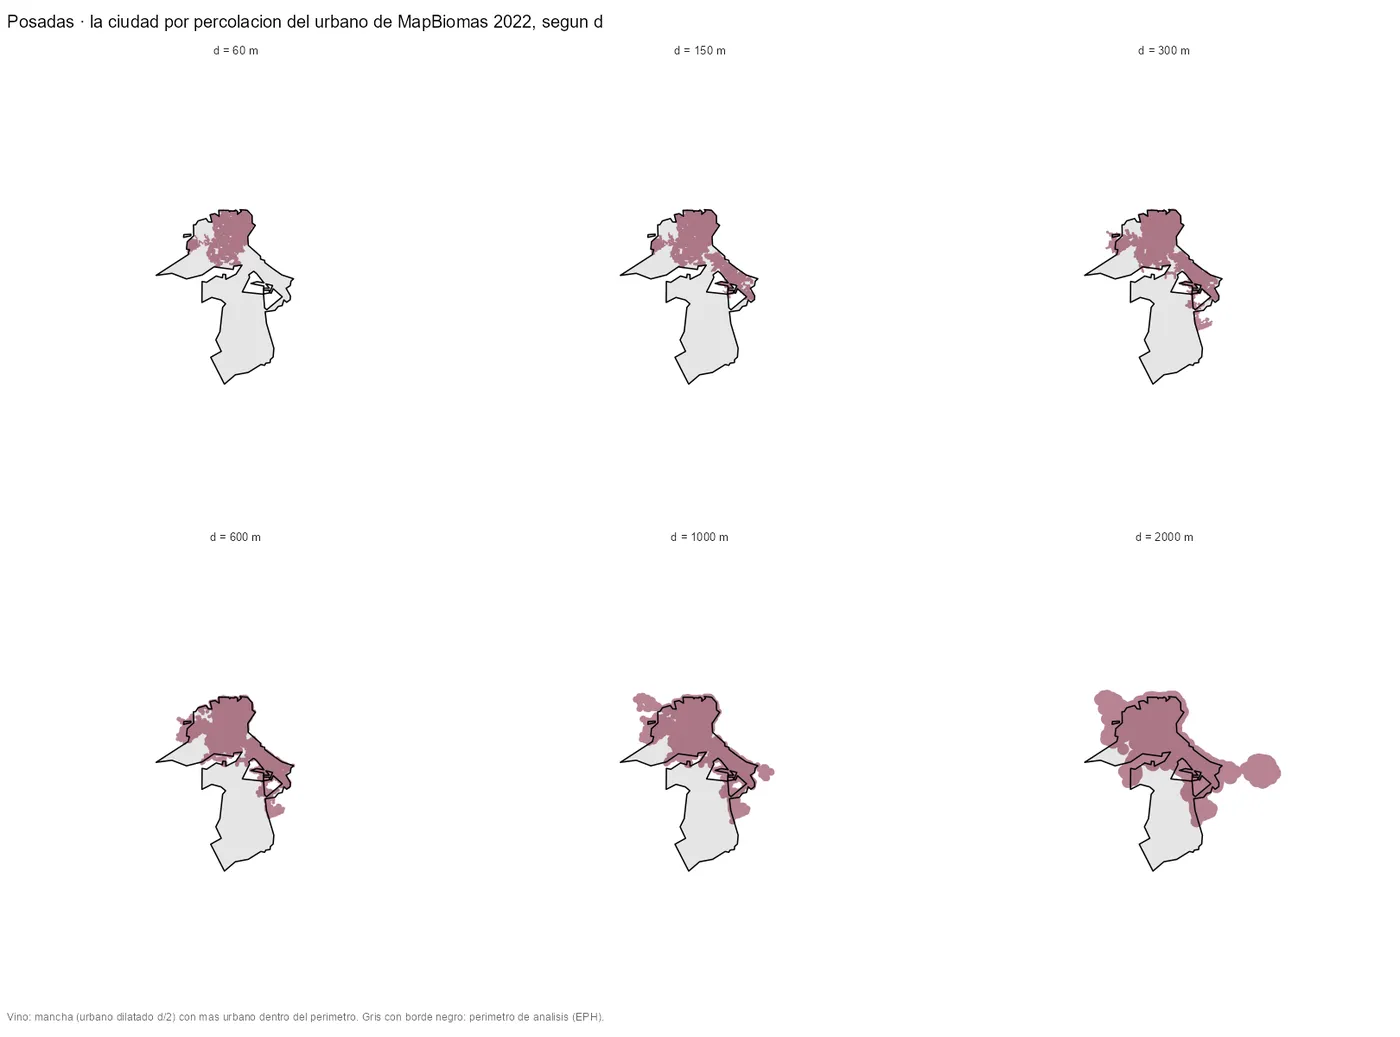 Posadas · la ciudad por percolacion del urbano de MapBiomas 2022, segun d
d = 60 m
d = 150 m
d = 300 m
d = 600 m
d = 1000 m
d = 2000 m
Vino: mancha (urbano dilatado d/2) con mas urbano dentro del perimetro. Gris con borde negro: perimetro de analisis (EPH).